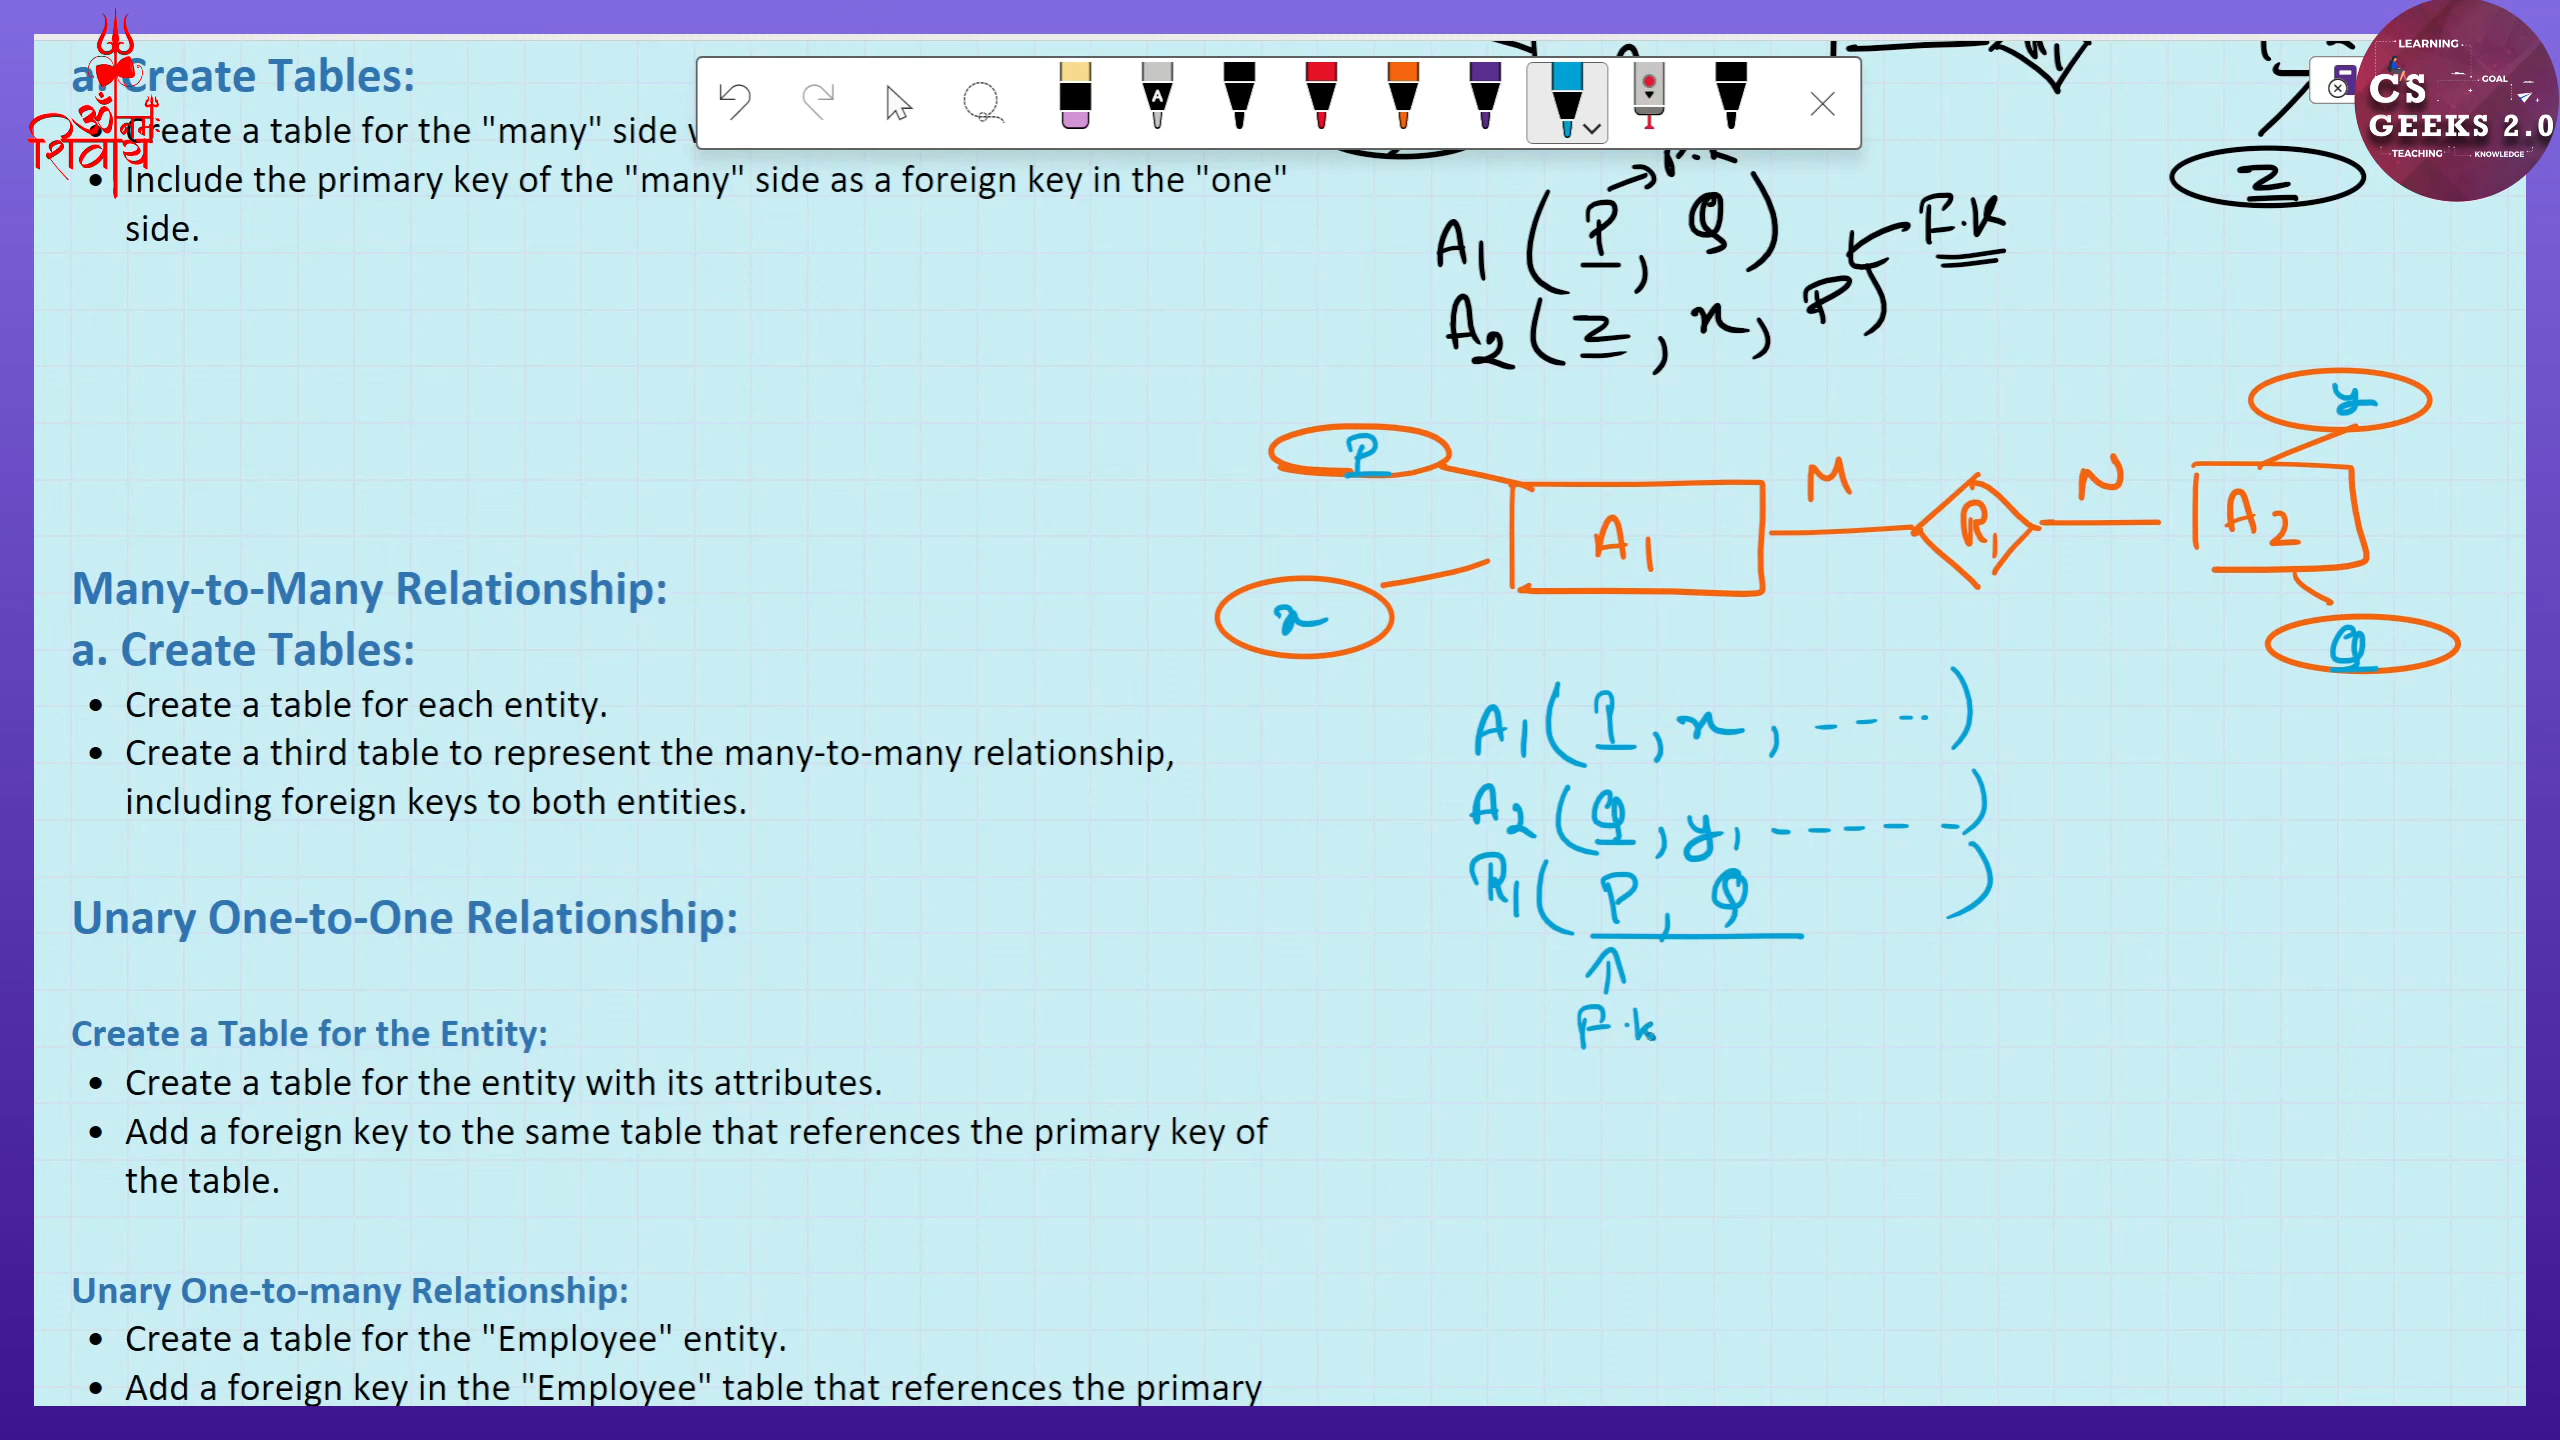 a. Create Tables:
Create a table for the "many" side
Include the primary key of the "many" side as a foreign key in the "one"
side.
Many-to-Many Relationship:
a. Create Tables:
Create a table for each entity.
Create a third table to represent the many-to-many relationship,
including foreign keys to both entities.
Unary One-to-One Relationship:
Create a Table for the Entity:
Create a table for the entity with its attributes.
Add a foreign key to the same table that references the primary key of
the table.
Unary One-to-many Relationship:
Create a table for the "Employee" entity.
Add a foreign key in the "Employee" table that references the primary
A1 ( P, Q )
F.K
A2 ( Z, x, P )
Z
P
x
A1
M
R1
N
A2
y
Q
A1 ( P, x, ---- )
A2 ( Q, y, ------ )
R1 ( P, Q )
F.K
ॐ
नमः
शिवाय
A
LEARNING
GOAL
CS
GEEKS 2.0
TEACHING
KNOWLEDGE